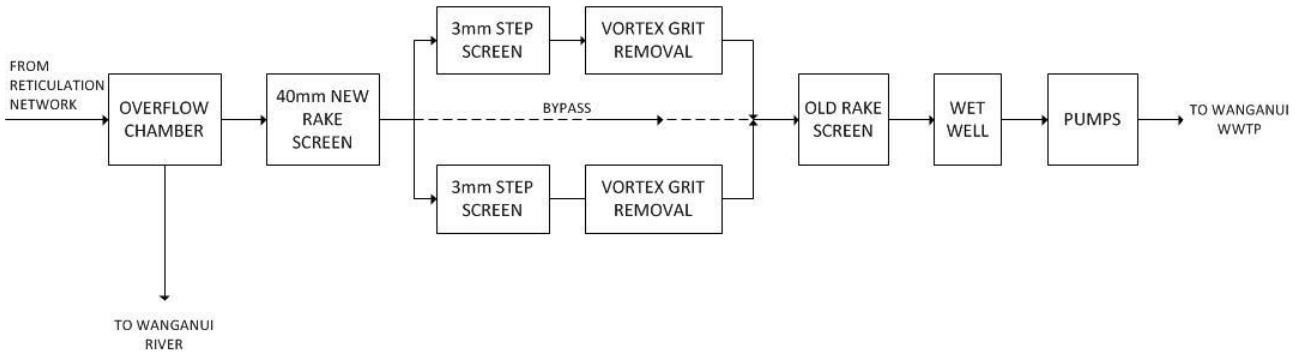 FROM
RETICULATION
NETWORK
OVERFLOW
CHAMBER
40mm NEW
RAKE
SCREEN
3mm STEP
SCREEN
VORTEX GRIT
REMOVAL
BYPASS
3mm STEP
SCREEN
VORTEX GRIT
REMOVAL
OLD RAKE
SCREEN
WET
WELL
PUMPS
TO WANGANUI
WWTP
TO WANGANUI
RIVER